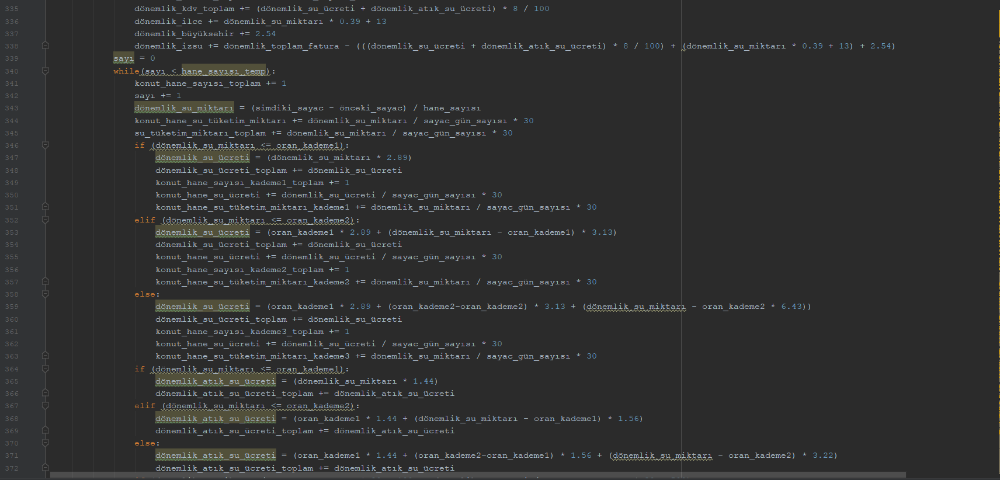 335 dönemlik_kdv_toplam += (dönemlik_su_ücreti + dönemlik_atık_su_ücreti) * 8 / 100
336 dönemlik_ilce += dönemlik_su_miktarı * 0.39 + 13
337 dönemlik_büyüksehir += 2.54
338 dönemlik_izsu += dönemlik_toplam_fatura - (((dönemlik_su_ücreti + dönemlik_atık_su_ücreti) * 8 / 100) + (dönemlik_su_miktarı * 0.39 + 13) + 2.54)
339 sayı = 0
340 while(sayı < hane_sayısı_temp):
341 konut_hane_sayısı_toplam += 1
342 sayı += 1
343 dönemlik_su_miktarı = (simdiki_sayac - önceki_sayac) / hane_sayısı
344 konut_hane_su_tüketim_miktarı += dönemlik_su_miktarı / sayac_gün_sayısı * 30
345 su_tüketim_miktarı_toplam += dönemlik_su_miktarı / sayac_gün_sayısı * 30
346 if (dönemlik_su_miktarı <= oran_kademe1):
347 dönemlik_su_ücreti = (dönemlik_su_miktarı * 2.89)
348 dönemlik_su_ücreti_toplam += dönemlik_su_ücreti
349 konut_hane_sayısı_kademe1_toplam += 1
350 konut_hane_su_ücreti += dönemlik_su_ücreti / sayac_gün_sayısı * 30
351 konut_hane_su_tüketim_miktarı_kademe1 += dönemlik_su_miktarı / sayac_gün_sayısı * 30
352 elif (dönemlik_su_miktarı <= oran_kademe2):
353 dönemlik_su_ücreti = (oran_kademe1 * 2.89 + (dönemlik_su_miktarı - oran_kademe1) * 3.13)
354 dönemlik_su_ücreti_toplam += dönemlik_su_ücreti
355 konut_hane_su_ücreti += dönemlik_su_ücreti / sayac_gün_sayısı * 30
356 konut_hane_sayısı_kademe2_toplam += 1
357 konut_hane_su_tüketim_miktarı_kademe2 += dönemlik_su_miktarı / sayac_gün_sayısı * 30
358 else:
359 dönemlik_su_ücreti = (oran_kademe1 * 2.89 + (oran_kademe2-oran_kademe2) * 3.13 + (dönemlik_su_miktarı - oran_kademe2 * 6.43))
360 dönemlik_su_ücreti_toplam += dönemlik_su_ücreti
361 konut_hane_sayısı_kademe3_toplam += 1
362 konut_hane_su_ücreti += dönemlik_su_ücreti / sayac_gün_sayısı * 30
363 konut_hane_su_tüketim_miktarı_kademe3 += dönemlik_su_miktarı / sayac_gün_sayısı * 30
364 if (dönemlik_su_miktarı <= oran_kademe1):
365 dönemlik_atık_su_ücreti = (dönemlik_su_miktarı * 1.44)
366 dönemlik_atık_su_ücreti_toplam += dönemlik_atık_su_ücreti
367 elif (dönemlik_su_miktarı <= oran_kademe2):
368 dönemlik_atık_su_ücreti = (oran_kademe1 * 1.44 + (dönemlik_su_miktarı - oran_kademe1) * 1.56)
369 dönemlik_atık_su_ücreti_toplam += dönemlik_atık_su_ücreti
370 else:
371 dönemlik_atık_su_ücreti = (oran_kademe1 * 1.44 + (oran_kademe2-oran_kademe1) * 1.56 + (dönemlik_su_miktarı - oran_kademe2) * 3.22)
372 dönemlik_atık_su_ücreti_toplam += dönemlik_atık_su_ücreti